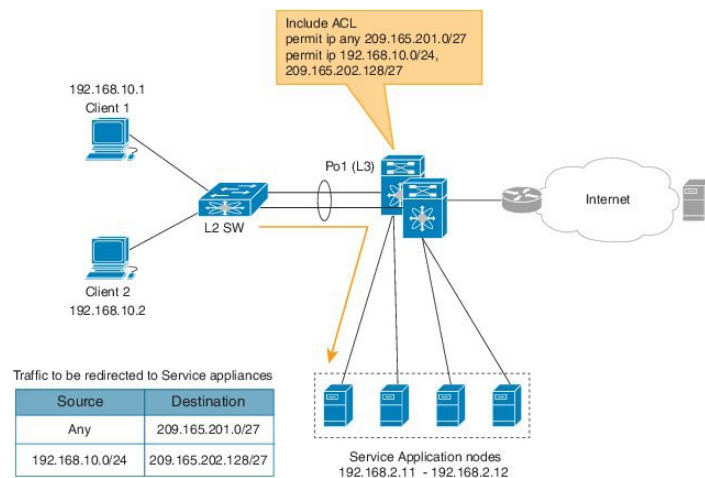 Include ACL
permit ip any 209.165.201.0/27
permit ip 192.168.10.0/24,
209.165.202.128/27
192.168.10.1
Client 1
Po1 (L3)
Internet
L2 SW
Client 2
192.168.10.2
Traffic to be redirected to Service appliances
Source Destination
Any 209.165.201.0/27
192.168.10.0/24 209.165.202.128/27
Service Application nodes
192.168.2.11 - 192.168.2.12